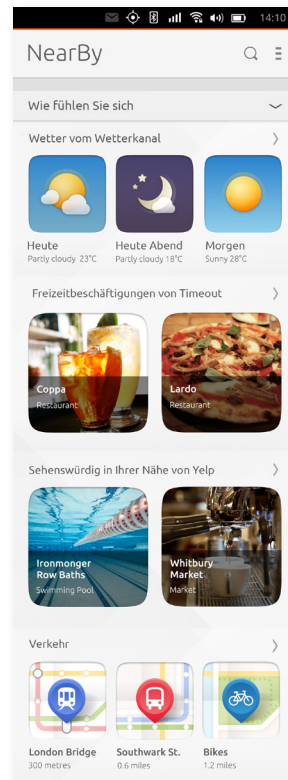 14:10
NearBy
Wie fühlen Sie sich
Wetter vom Wetterkanal
Heute Heute Abend Morgen
Partly cloudy 23°C Partly cloudy 18°C Sunny 28°C
Freizeitbeschäftigungen von Timeout
Coppa Lardo
Restaurant Restaurant
Sehenswürdig in Ihrer Nähe von Yelp
Ironmonger Whitbury
Row Baths Market
Swimming Pool Market
Verkehr
London Bridge Southwark St. Bikes
300 metres 0.6 miles 1.2 miles